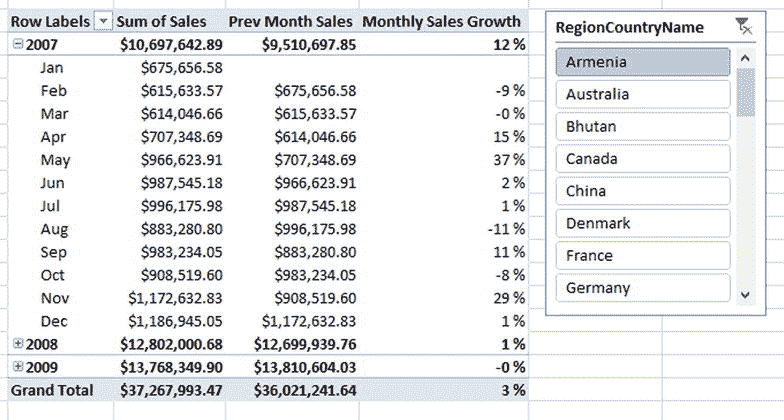 Row Labels Sum of Sales Prev Month Sales Monthly Sales Growth
2007 $10,697,642.89 $9,510,697.85 12 %
Jan $675,656.58
Feb $615,633.57 $675,656.58 -9 %
Mar $614,046.66 $615,633.57 -0 %
Apr $707,348.69 $614,046.66 15 %
May $966,623.91 $707,348.69 37 %
Jun $987,545.18 $966,623.91 2 %
Jul $996,175.98 $987,545.18 1 %
Aug $883,280.80 $996,175.98 -11 %
Sep $983,234.05 $883,280.80 11 %
Oct $908,519.60 $983,234.05 -8 %
Nov $1,172,632.83 $908,519.60 29 %
Dec $1,186,945.05 $1,172,632.83 1 %
2008 $12,802,000.68 $12,699,939.76 1 %
2009 $13,768,349.90 $13,810,604.03 -0 %
Grand Total $37,267,993.47 $36,021,241.64 3 %
RegionCountryName
Armenia
Australia
Bhutan
Canada
China
Denmark
France
Germany